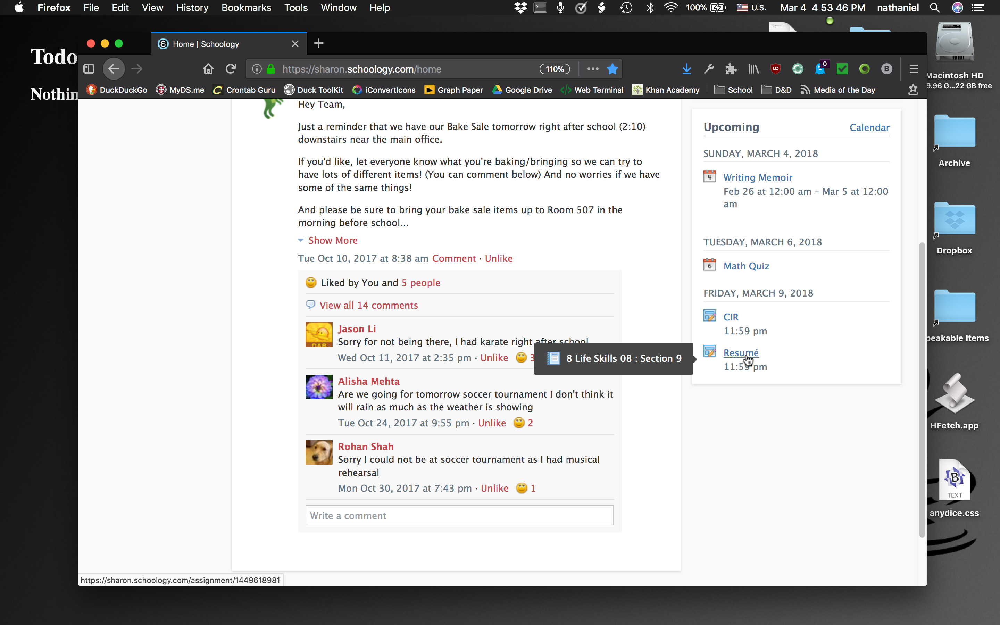 Firefox File Edit View History Bookmarks Tools Window Help 100% U.S. Mar 4 4 53 46 PM nathaniel
Todo
Nothin
Home | Schoology
https://sharon.schoology.com/home 110%
0
B
DuckDuckGo MyDS.me Crontab Guru Duck ToolKit iConvertIcons Graph Paper Google Drive Web Terminal Khan Academy School D&D Media of the Day
Hey Team,
Just a reminder that we have our Bake Sale tomorrow right after school (2:10)
downstairs near the main office.
If you'd like, let everyone know what you're baking/bringing so we can try to
have lots of different items! (You can comment below) And no worries if we have
some of the same things!
And please be sure to bring your bake sale items up to Room 507 in the
morning before school...
Show More
Tue Oct 10, 2017 at 8:38 am Comment · Unlike
Liked by You and 5 people
View all 14 comments
Jason Li
Sorry for not being there, I had karate right after school
Wed Oct 11, 2017 at 2:35 pm · Unlike 3
8 Life Skills 08 : Section 9
Alisha Mehta
Are we going for tomorrow soccer tournament I don't think it
will rain as much as the weather is showing
Tue Oct 24, 2017 at 9:55 pm · Unlike 2
Rohan Shah
Sorry I could not be at soccer tournament as I had musical
rehearsal
Mon Oct 30, 2017 at 7:43 pm · Unlike 1
Write a comment
Upcoming Calendar
SUNDAY, MARCH 4, 2018
4 Writing Memoir
Feb 26 at 12:00 am – Mar 5 at 12:00
am
TUESDAY, MARCH 6, 2018
6 Math Quiz
FRIDAY, MARCH 9, 2018
CIR
11:59 pm
Resumé
11:59 pm
https://sharon.schoology.com/assignment/1449618981
Macintosh HD
9.96 G...22 GB free
Archive
Dropbox
peakable Items
HFetch.app
B
TEXT
anydice.css